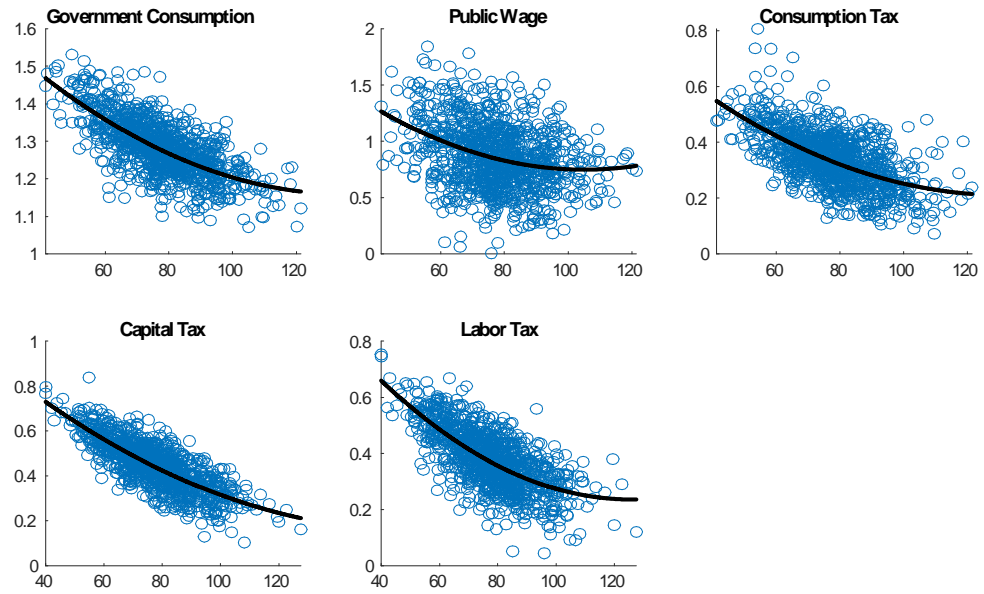 Government Consumption
1.6
1.5
1.4
1.3
1.2
1.1
1
60 80 100 120
Public Wage
2
1.5
1
0.5
0
60 80 100 120
Consumption Tax
0.8
0.6
0.4
0.2
0
60 80 100 120
Capital Tax
1
0.8
0.6
0.4
0.2
0
40 60 80 100 120
Labor Tax
0.8
0.6
0.4
0.2
0
40 60 80 100 120